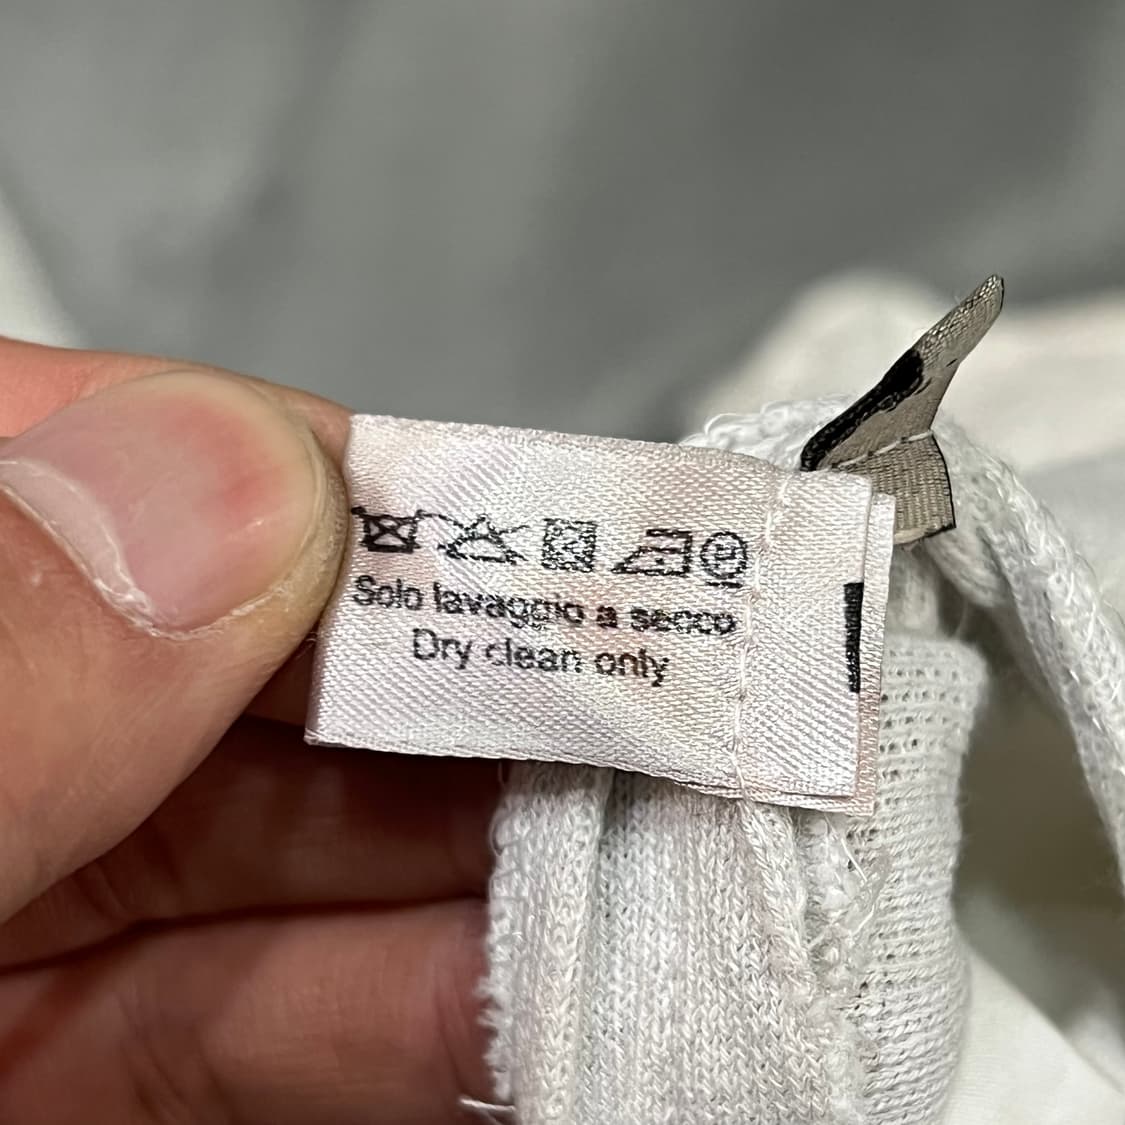 Solo lavaggio a secco
Dry clean only